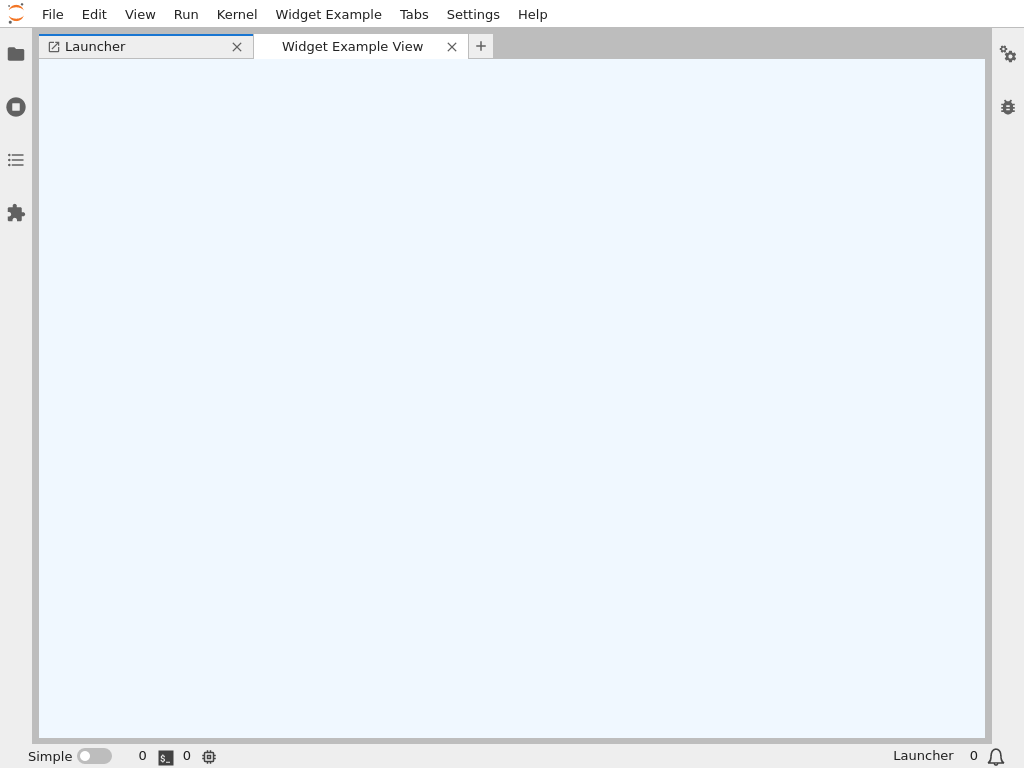 File Edit View Run Kernel Widget Example Tabs Settings Help
Launcher Widget Example View
Simple 0 $_ 0 Launcher 0